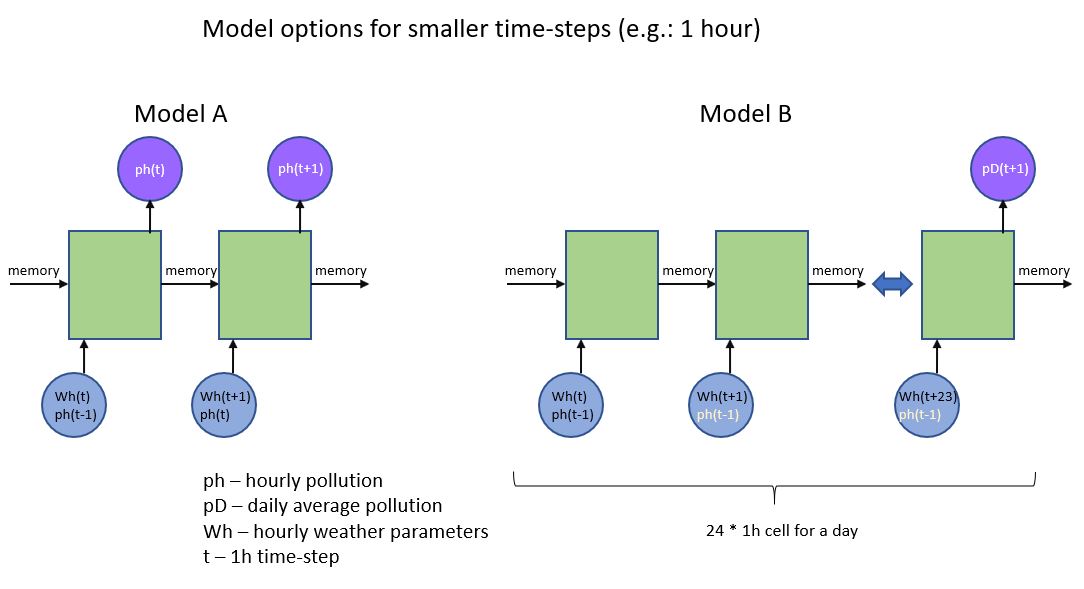 Model options for smaller time-steps (e.g.: 1 hour)
Model A
Model B
ph(t)
ph(t+1)
pD(t+1)
memory
memory
memory
memory
memory
memory
memory
Wh(t)
ph(t-1)
Wh(t+1)
ph(t)
Wh(t)
ph(t-1)
Wh(t+1)
ph(t-1)
Wh(t+23)
ph(t-1)
ph – hourly pollution
pD – daily average pollution
Wh – hourly weather parameters
t – 1h time-step
24 * 1h cell for a day